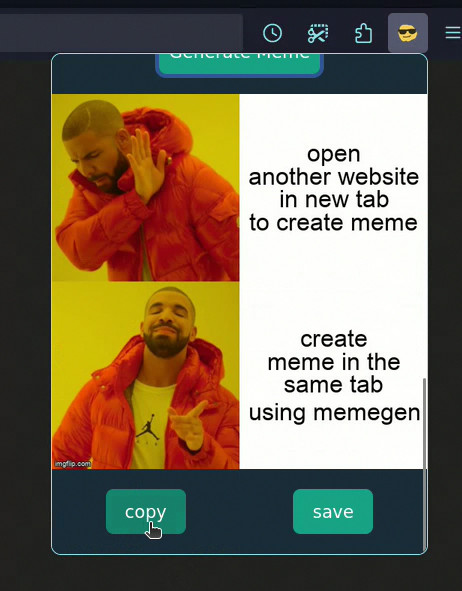 Generate Meme
open
another website
in new tab
to create meme
create
meme in the
same tab
using memegen
imgflip.com
copy
save